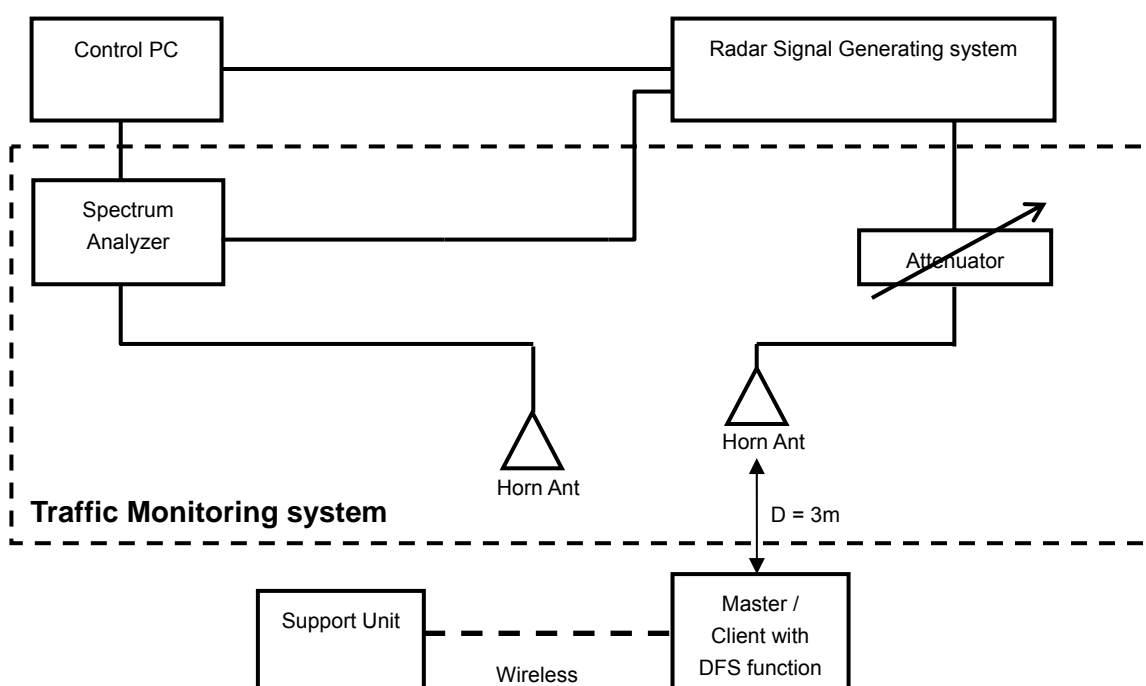 Control PC
Radar Signal Generating system
Spectrum
Analyzer
Attenuator
Horn Ant
Horn Ant
Traffic Monitoring system
D = 3m
Support Unit
Wireless
Master /
Client with
DFS function